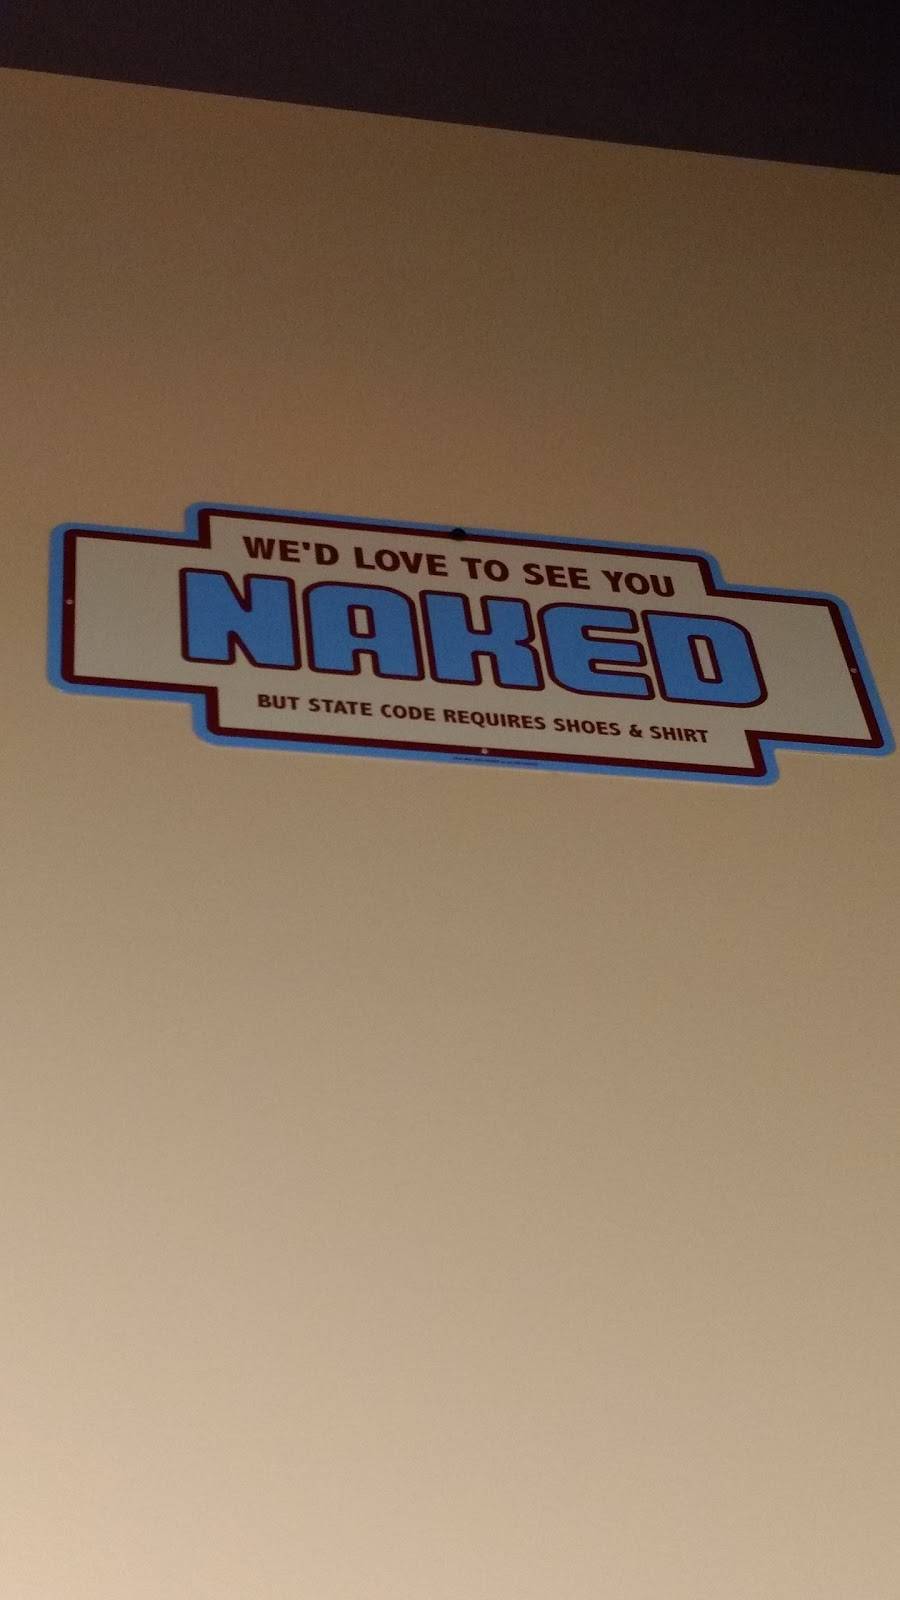 WE'D LOVE TO SEE YOU
NAKED
BUT STATE CODE REQUIRES SHOES & SHIRT